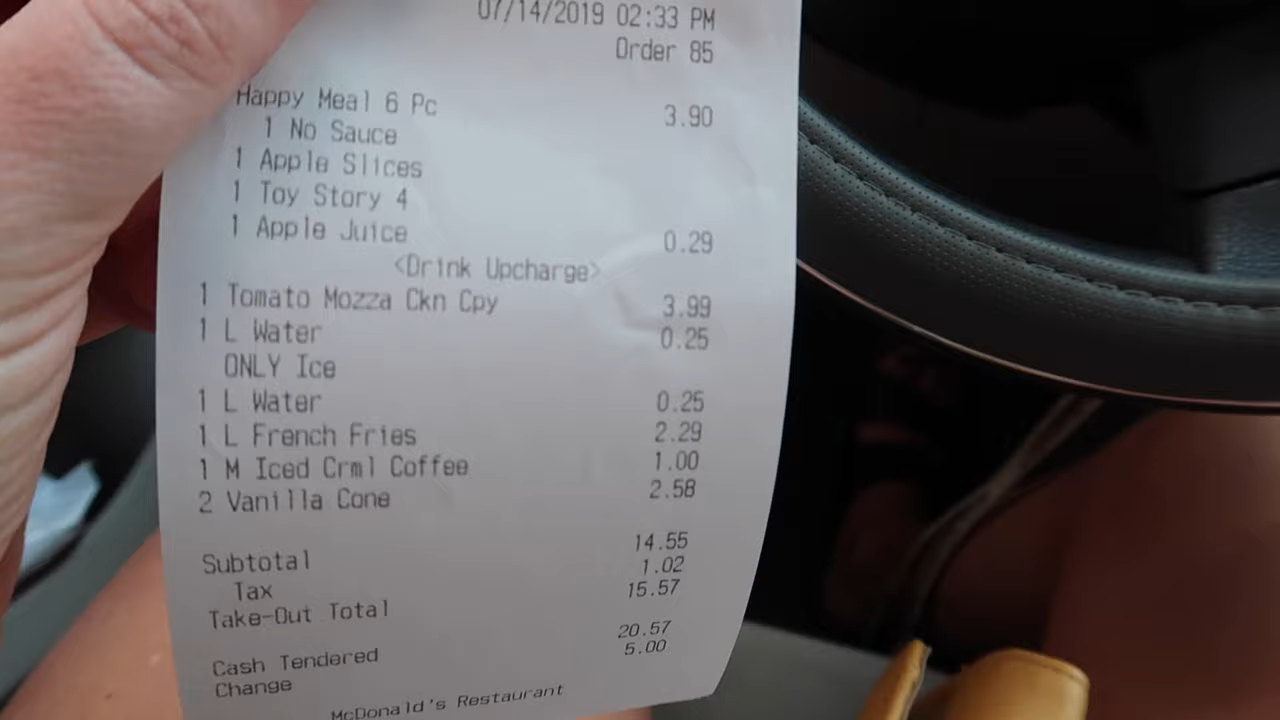 07/14/2019 02:33 PM
Order 85
Happy Meal 6 Pc 3.90
1 No Sauce
1 Apple Slices
1 Toy Story 4
1 Apple Juice 0.29
<Drink Upcharge>
1 Tomato Mozza Ckn Cpy 3.99
1 L Water 0.25
ONLY Ice
1 L Water 0.25
1 L French Fries 2.29
1 M Iced Crml Coffee 1.00
2 Vanilla Cone 2.58
Subtotal 14.55
Tax 1.02
Take-Out Total 15.57
Cash Tendered 20.57
Change 5.00
McDonald's Restaurant